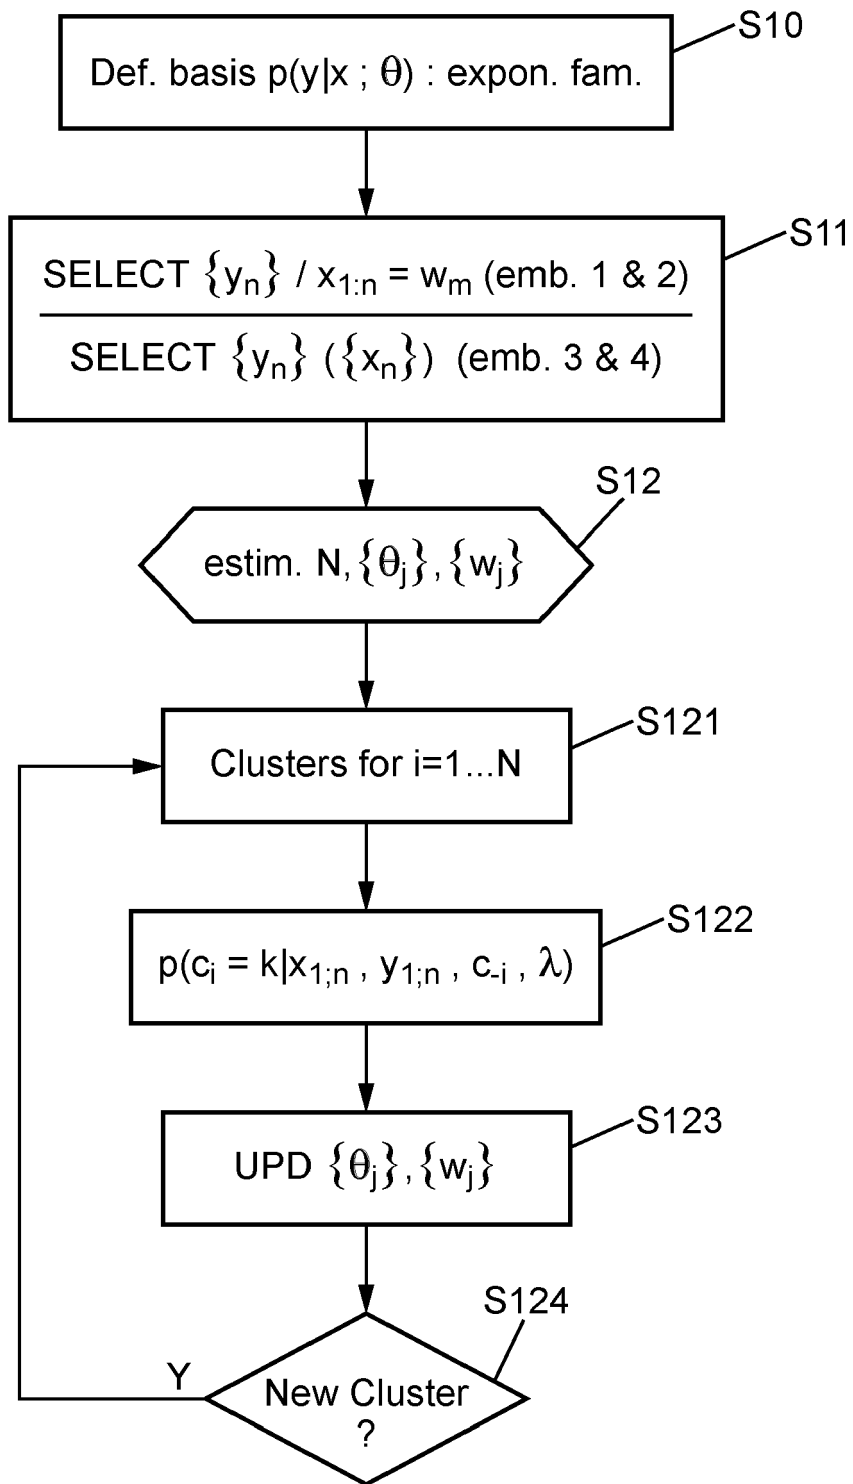 S10
Def. basis p(y|x ; θ) : expon. fam.
S11
SELECT {yₙ} / x₁:ₙ = wₘ (emb. 1 & 2)
SELECT {yₙ} ({xₙ}) (emb. 3 & 4)
S12
estim. N, {θⱼ}, {wⱼ}
S121
Clusters for i=1...N
S122
p(cᵢ = k|x₁;ₙ , y₁;ₙ , c₋ᵢ , λ)
S123
UPD {θⱼ}, {wⱼ}
S124
Y
New Cluster
?